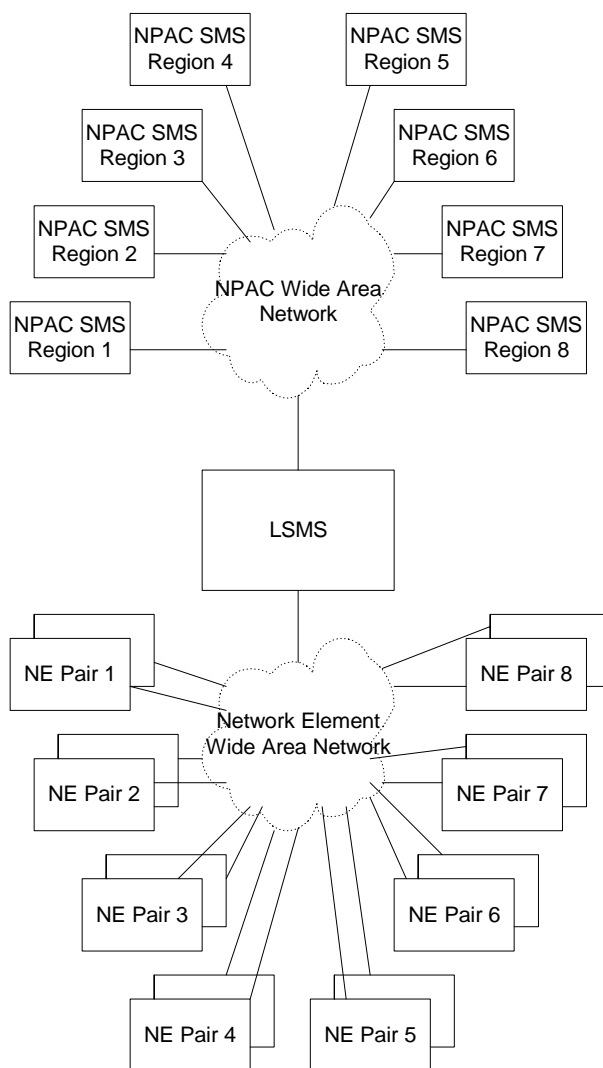 NPAC SMS
Region 4
NPAC SMS
Region 5
NPAC SMS
Region 3
NPAC SMS
Region 6
NPAC SMS
Region 2
NPAC SMS
Region 7
NPAC Wide Area
Network
NPAC SMS
Region 1
NPAC SMS
Region 8
LSMS
NE Pair 1
NE Pair 8
Network Element
Wide Area Network
NE Pair 2
NE Pair 7
NE Pair 3
NE Pair 6
NE Pair 4
NE Pair 5